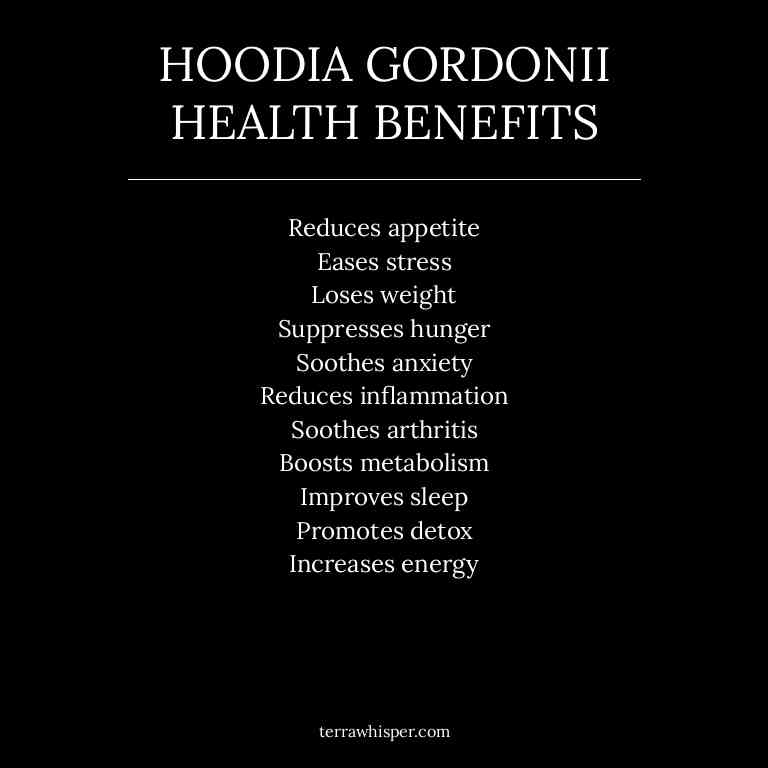 HOODIA GORDONII
HEALTH BENEFITS
Reduces appetite
Eases stress
Loses weight
Suppresses hunger
Soothes anxiety
Reduces inflammation
Soothes arthritis
Boosts metabolism
Improves sleep
Promotes detox
Increases energy
terrawhisper.com